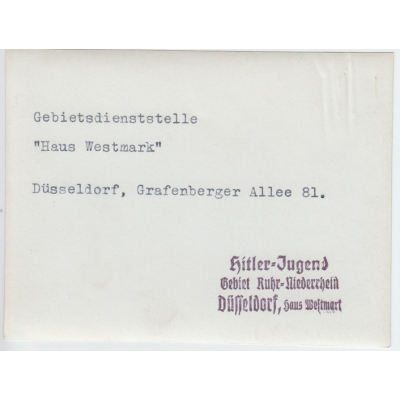 Gebietsdienststelle
"Haus Westmark"
Düsseldorf, Grafenberger Allee 81.
Hitler-Jugend
Gebiet Ruhr-Niederrhein
Düsseldorf, Haus Westmark